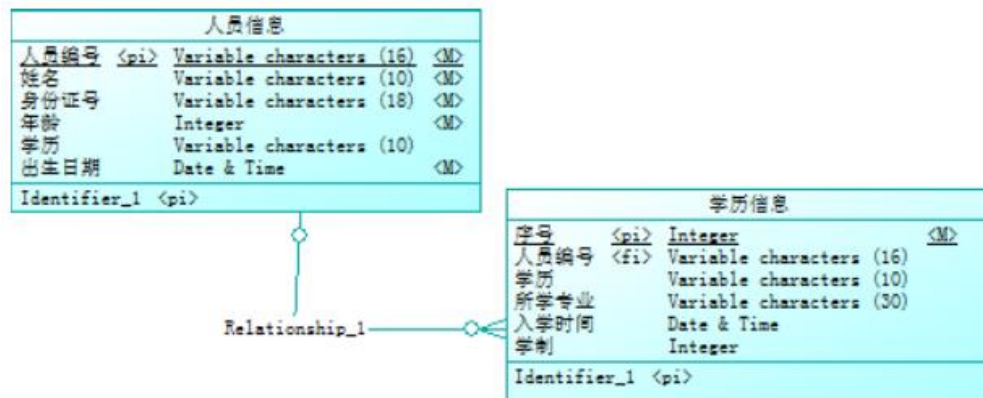 人员信息
人员编号 <pi> Variable characters (16) <M>
姓名 Variable characters (10) <M>
身份证号 Variable characters (18) <M>
年龄 Integer <M>
学历 Variable characters (10)
出生日期 Date & Time <M>
Identifier_1 <pi>
Relationship_1
学历信息
序号 <pi> Integer <M>
人员编号 <fi> Variable characters (16)
学历 Variable characters (10)
所学专业 Variable characters (30)
入学时间 Date & Time
学制 Integer
Identifier_1 <pi>